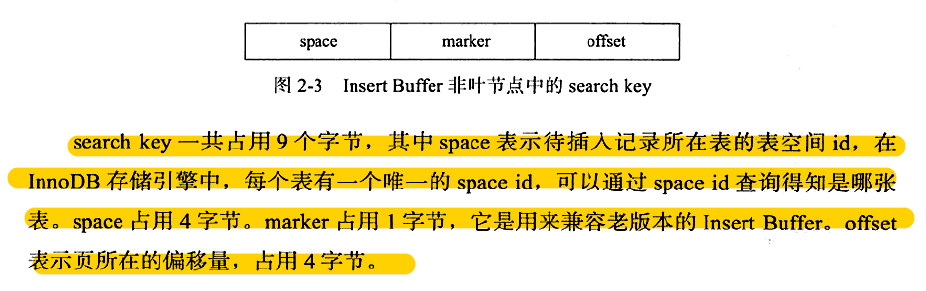 space marker offset
图 2-3 Insert Buffer 非叶节点中的 search key
search key 一共占用 9 个字节，其中 space 表示待插入记录所在表的表空间 id，在
InnoDB 存储引擎中，每个表有一个唯一的 space id，可以通过 space id 查询得知是哪张
表。space 占用 4 字节。marker 占用 1 字节，它是用来兼容老版本的 Insert Buffer。offset
表示页所在的偏移量，占用 4 字节。